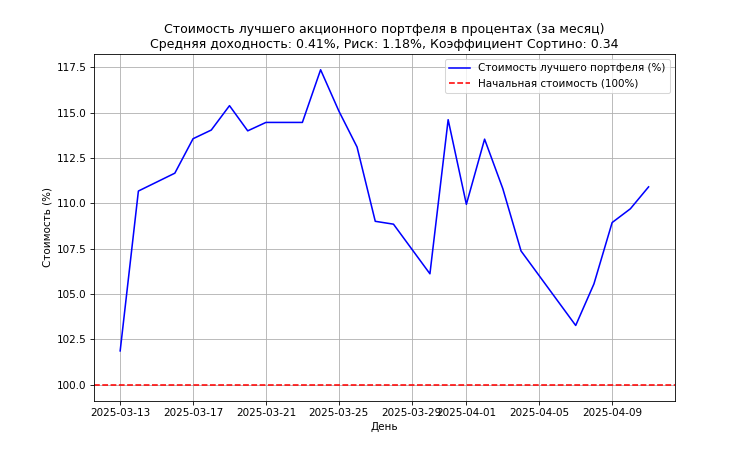 Стоимость лучшего акционного портфеля в процентах (за месяц)
Средняя доходность: 0.41%, Риск: 1.18%, Коэффициент Сортино: 0.34
Стоимость лучшего портфеля (%)
Начальная стоимость (100%)
Стоимость (%)
117.5
115.0
112.5
110.0
107.5
105.0
102.5
100.0
2025-03-13 2025-03-17 2025-03-21 2025-03-25 2025-03-29 2025-04-01 2025-04-05 2025-04-09
День